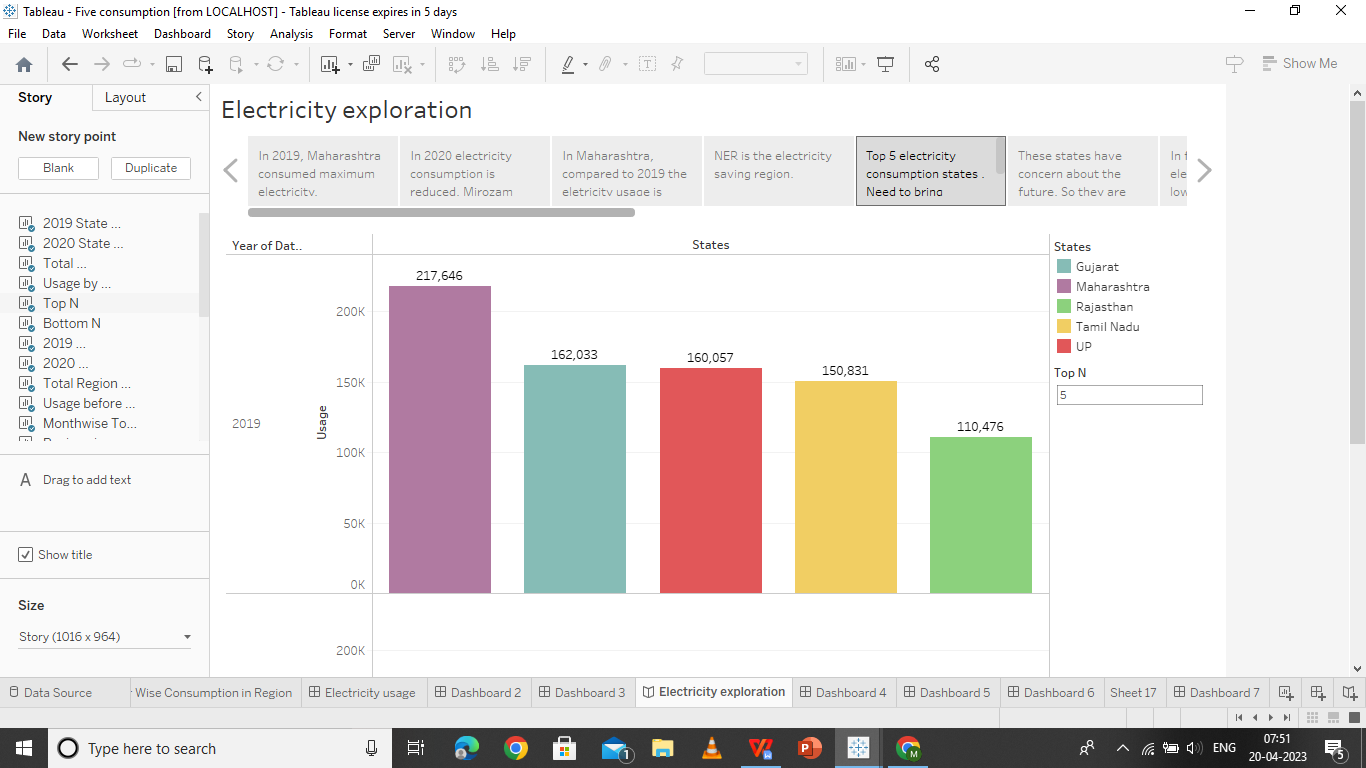 Tableau - Five consumption [from LOCALHOST] - Tableau license expires in 5 days
File Data Worksheet Dashboard Story Analysis Format Server Window Help
Show Me
Story Layout
New story point
Blank Duplicate
2019 State ...
2020 State ...
Total ...
Usage by ...
Top N
Bottom N
2019 ...
2020 ...
Total Region ...
Usage before ...
Monthwise To...
A Drag to add text
Show title
Size
Story (1016 x 964)
Electricity exploration
In 2019, Maharashtra
consumed maximum
electricity.
In 2020 electricity
consumption is
reduced. Mirozam
In Maharashtra,
compared to 2019 the
eletricity usage is
NER is the electricity
saving region.
Top 5 electricity
consumption states .
Need to bring
These states have
concern about the
future. So they are
ele
low
Year of Dat.. States
217,646
162,033
160,057
150,831
110,476
200K
150K
100K
50K
0K
200K
2019
Usage
States
Gujarat
Maharashtra
Rajasthan
Tamil Nadu
UP
Top N
5
Data Source Wise Consumption in Region Electricity usage Dashboard 2 Dashboard 3 Electricity exploration Dashboard 4 Dashboard 5 Dashboard 6 Sheet 17 Dashboard 7
Type here to search
1
ENG
07:51
20-04-2023
5